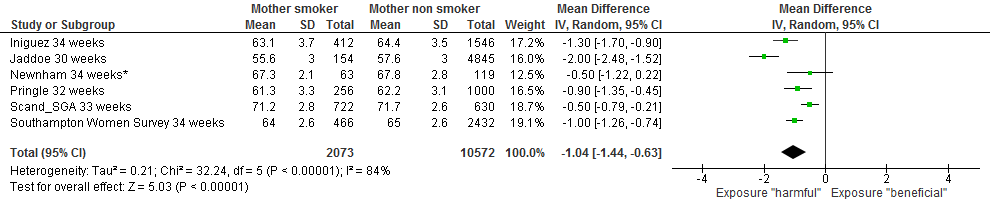 Mother smoker Mother non smoker Mean Difference Mean Difference
Study or Subgroup Mean SD Total Mean SD Total Weight IV, Random, 95% CI IV, Random, 95% CI
Iniguez 34 weeks 63.1 3.7 412 64.4 3.5 1546 17.2% -1.30 [-1.70, -0.90]
Jaddoe 30 weeks 55.6 3 154 57.6 3 4845 16.0% -2.00 [-2.48, -1.52]
Newnham 34 weeks* 67.3 2.1 63 67.8 2.8 119 12.5% -0.50 [-1.22, 0.22]
Pringle 32 weeks 61.3 3.3 256 62.2 3.1 1000 16.5% -0.90 [-1.35, -0.45]
Scand_SGA 33 weeks 71.2 2.8 722 71.7 2.6 630 18.7% -0.50 [-0.79, -0.21]
Southampton Women Survey 34 weeks 64 2.6 466 65 2.6 2432 19.1% -1.00 [-1.26, -0.74]
Total (95% CI) 2073 10572 100.0% -1.04 [-1.44, -0.63]
Heterogeneity: Tau² = 0.21; Chi² = 32.24, df = 5 (P < 0.00001); I² = 84%
Test for overall effect: Z = 5.03 (P < 0.00001)
-4 -2 0 2 4
Exposure "harmful" Exposure "beneficial"